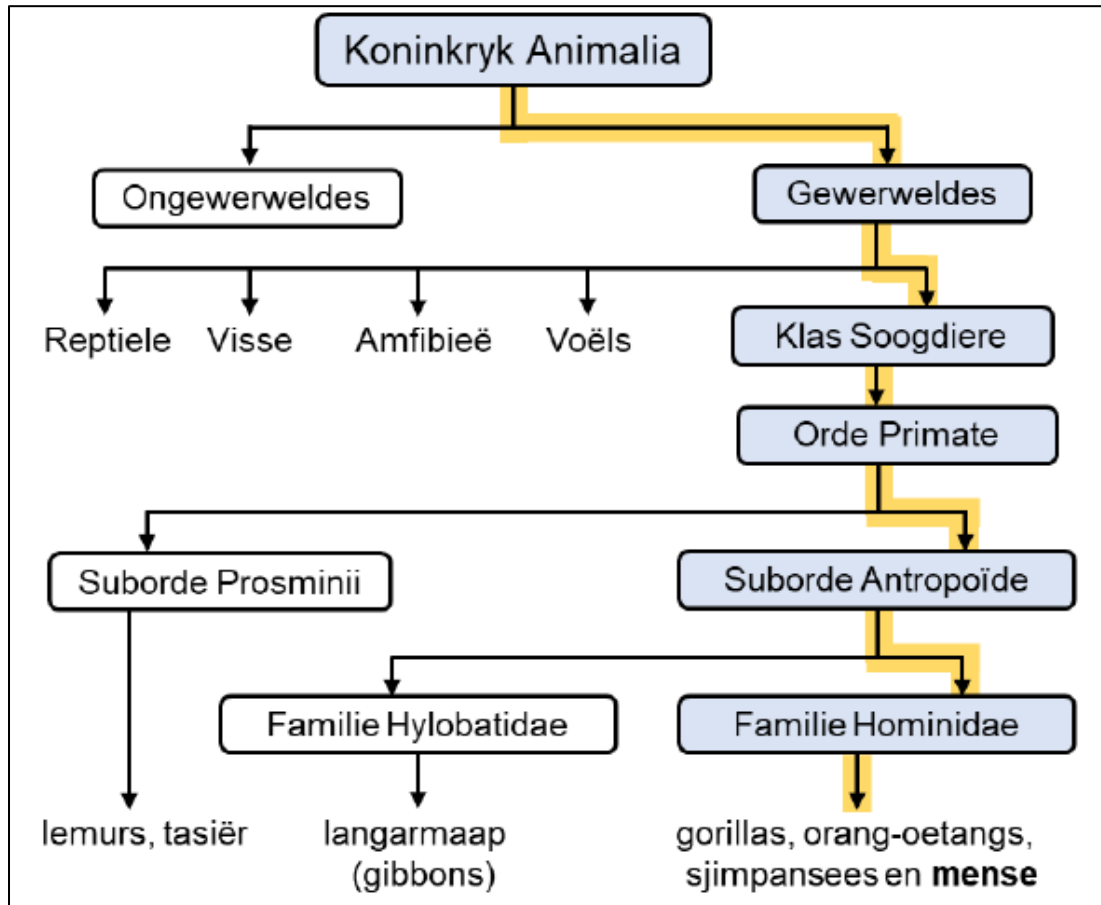 Koninkryk Animalia
Ongewerweldes
Gewerweldes
Reptiele
Visse
Amfibieë
Voëls
Klas Soogdiere
Orde Primate
Suborde Prosminii
Suborde Antropoïde
Familie Hylobatidae
Familie Hominidae
lemurs, tasiër
langarmaap
(gibbons)
gorillas, orang-oetangs,
sjimpansees en mense